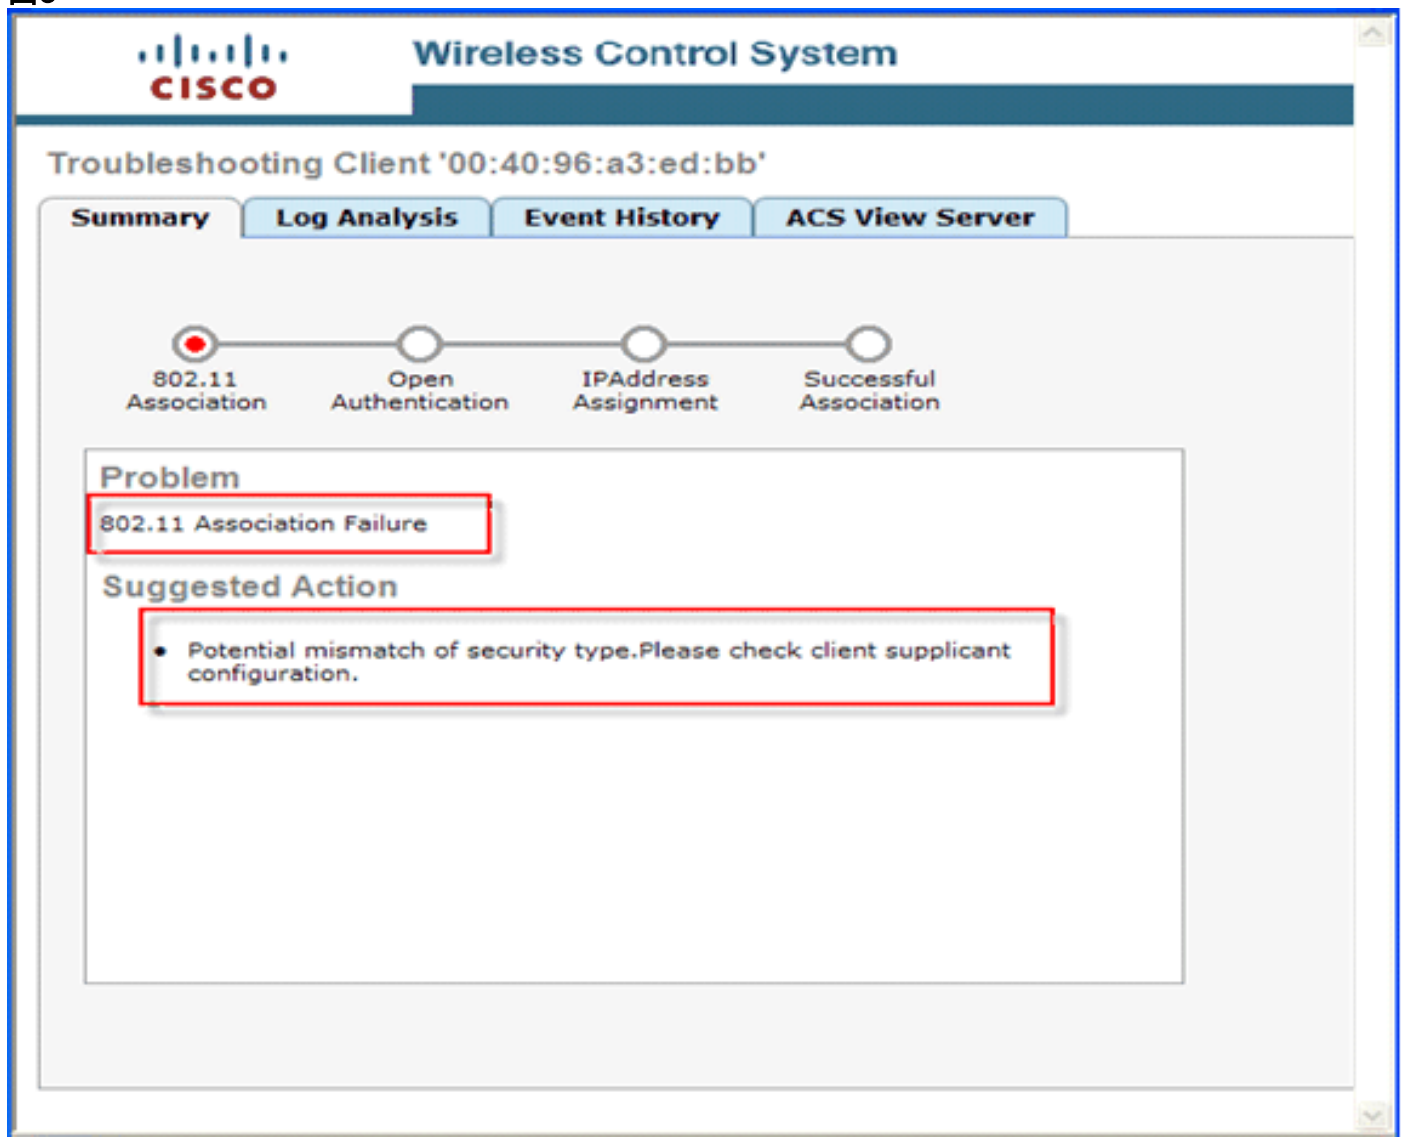 CISCO
Wireless Control System
Troubleshooting Client '00:40:96:a3:ed:bb'
Summary
Log Analysis
Event History
ACS View Server
802.11
Association
Open
Authentication
IPAddress
Assignment
Successful
Association
Problem
802.11 Association Failure
Suggested Action
• Potential mismatch of security type.Please check client supplicant
configuration.